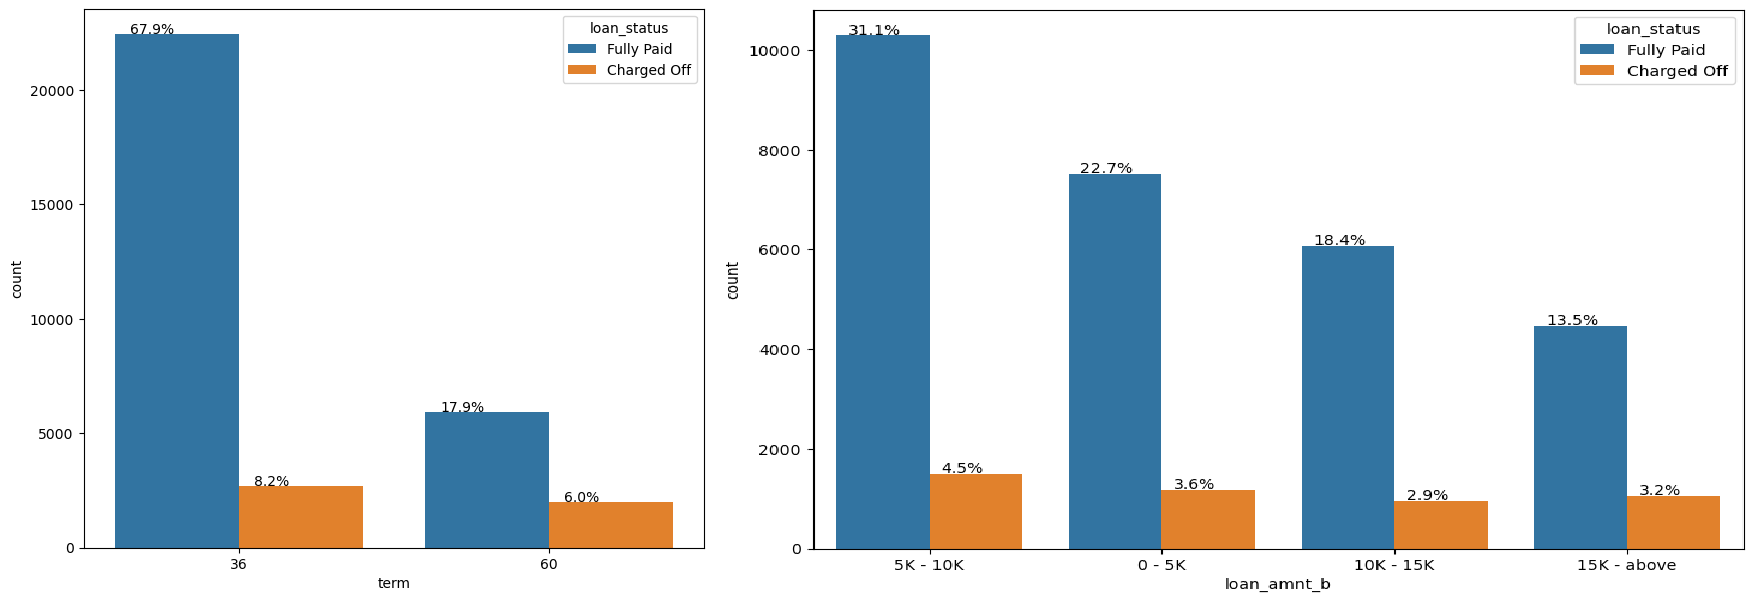 67.9%
loan_status
Fully Paid
Charged Off
20000
15000
10000
5000
0
count
17.9%
8.2%
6.0%
36
60
term
31.1%
loan_status
Fully Paid
Charged Off
10000
8000
6000
4000
2000
0
count
22.7%
18.4%
13.5%
4.5%
3.6%
2.9%
3.2%
5K - 10K
0 - 5K
10K - 15K
15K - above
loan_amnt_b